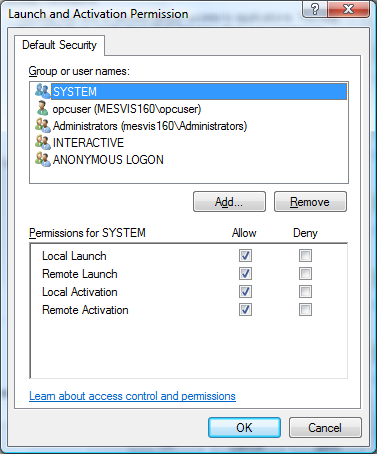 Launch and Activation Permission
Default Security
Group or user names:
SYSTEM
opcuser (MESVIS160\opcuser)
Administrators (mesvis160\Administrators)
INTERACTIVE
ANONYMOUS LOGON
Add... Remove
Permissions for SYSTEM Allow Deny
Local Launch
Remote Launch
Local Activation
Remote Activation
Learn about access control and permissions
OK Cancel